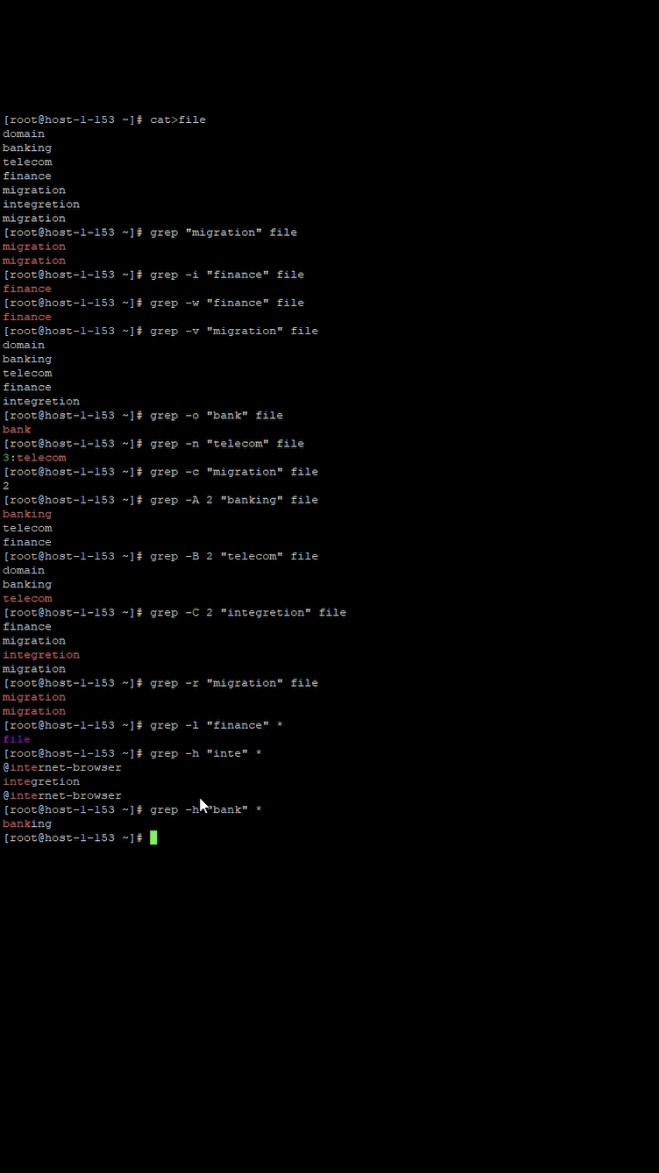 [root@host-1-153 ~]# cat>file
domain
banking
telecom
finance
migration
integretion
migration
[root@host-1-153 ~]# grep "migration" file
migration
migration
[root@host-1-153 ~]# grep -i "finance" file
finance
[root@host-1-153 ~]# grep -w "finance" file
finance
[root@host-1-153 ~]# grep -v "migration" file
domain
banking
telecom
finance
integretion
[root@host-1-153 ~]# grep -o "bank" file
bank
[root@host-1-153 ~]# grep -n "telecom" file
3:telecom
[root@host-1-153 ~]# grep -c "migration" file
2
[root@host-1-153 ~]# grep -A 2 "banking" file
banking
telecom
finance
[root@host-1-153 ~]# grep -B 2 "telecom" file
domain
banking
telecom
[root@host-1-153 ~]# grep -C 2 "integretion" file
finance
migration
integretion
migration
[root@host-1-153 ~]# grep -r "migration" file
migration
migration
[root@host-1-153 ~]# grep -l "finance" *
file
[root@host-1-153 ~]# grep -h "inte" *
@internet-browser
integretion
@internet-browser
[root@host-1-153 ~]# grep -h "bank" *
banking
[root@host-1-153 ~]#